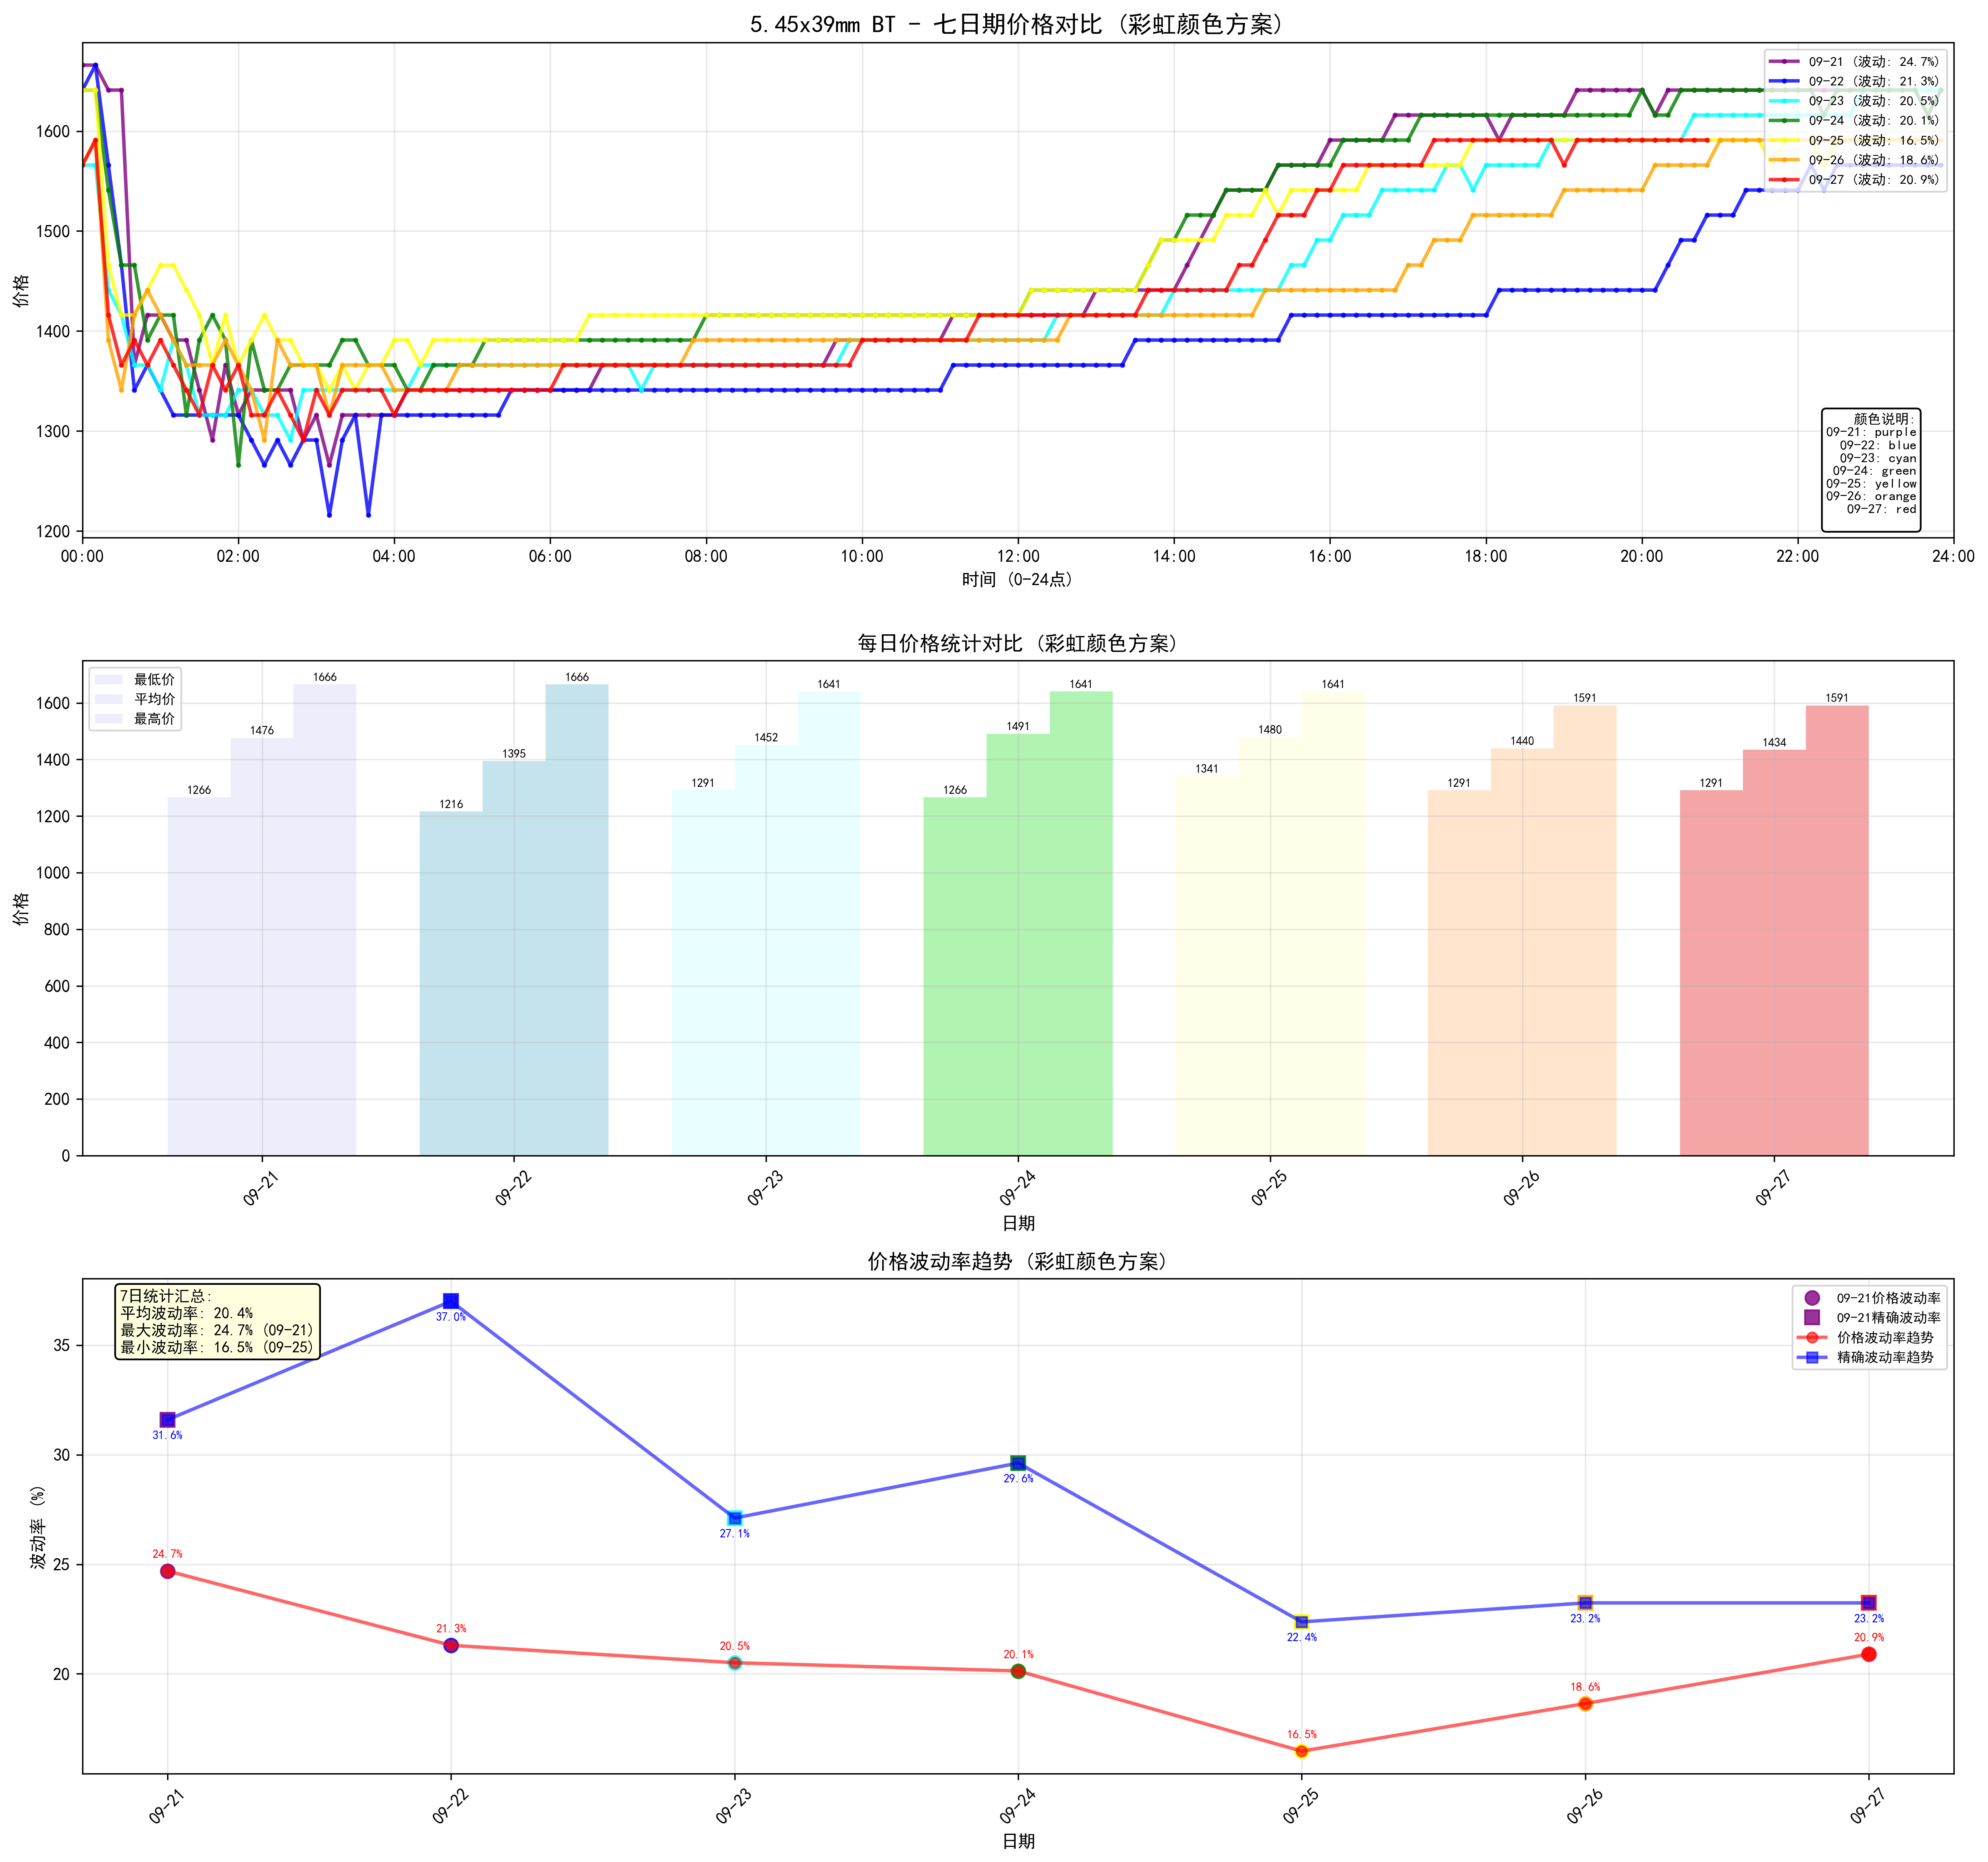 5.45x39mm BT - 七日期价格对比 (彩虹颜色方案)
价格
1600
1500
1400
1300
1200
00:00 02:00 04:00 06:00 08:00 10:00 12:00 14:00 16:00 18:00 20:00 22:00 24:00
时间 (0-24点)
09-21 (波动: 24.7%)
09-22 (波动: 21.3%)
09-23 (波动: 20.5%)
09-24 (波动: 20.1%)
09-25 (波动: 16.5%)
09-26 (波动: 18.6%)
09-27 (波动: 20.9%)
颜色说明:
09-21: purple
09-22: blue
09-23: cyan
09-24: green
09-25: yellow
09-26: orange
09-27: red
每日价格统计对比 (彩虹颜色方案)
价格
1600
1400
1200
1000
800
600
400
200
0
最低价
平均价
最高价
1266 1476 1666
1216 1395 1666
1291 1452 1641
1266 1491 1641
1341 1480 1641
1291 1440 1591
1291 1434 1591
09-21 09-22 09-23 09-24 09-25 09-26 09-27
日期
价格波动率趋势 (彩虹颜色方案)
波动率 (%)
35
30
25
20
7日统计汇总:
平均波动率: 20.4%
最大波动率: 24.7% (09-21)
最小波动率: 16.5% (09-25)
09-21价格波动率
09-21精确波动率
价格波动率趋势
精确波动率趋势
31.6% 37.0% 27.1% 29.6% 22.4% 23.2% 23.2%
24.7% 21.3% 20.5% 20.1% 16.5% 18.6% 20.9%
09-21 09-22 09-23 09-24 09-25 09-26 09-27
日期